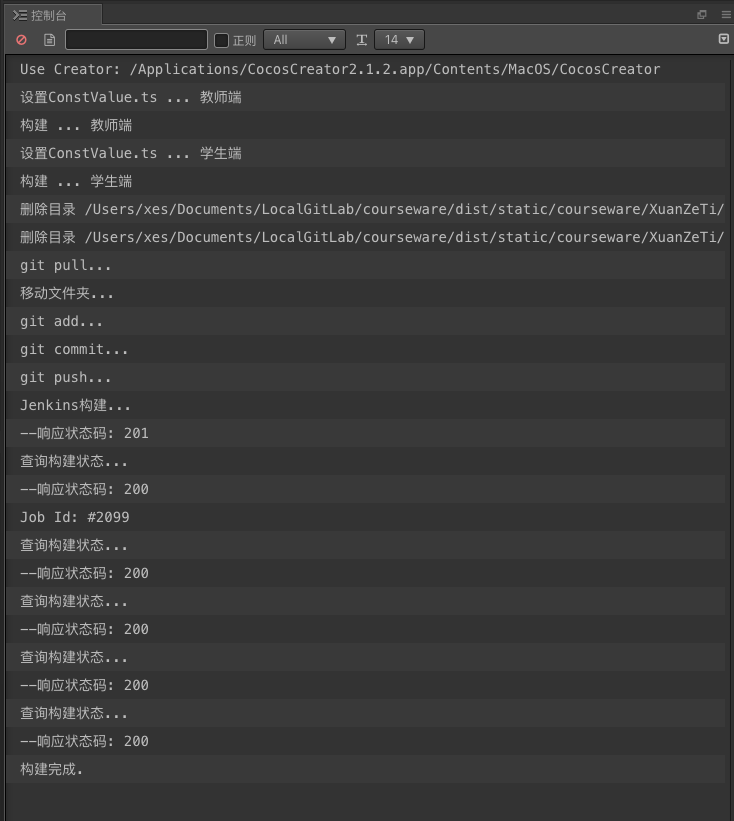 控制台
正则 All 14
Use Creator: /Applications/CocosCreator2.1.2.app/Contents/MacOS/CocosCreator
设置ConstValue.ts ... 教师端
构建 ... 教师端
设置ConstValue.ts ... 学生端
构建 ... 学生端
删除目录 /Users/xes/Documents/LocalGitLab/courseware/dist/static/courseware/XuanZeTi/
删除目录 /Users/xes/Documents/LocalGitLab/courseware/dist/static/courseware/XuanZeTi/
git pull...
移动文件夹...
git add...
git commit...
git push...
Jenkins构建...
--响应状态码: 201
查询构建状态...
--响应状态码: 200
Job Id: #2099
查询构建状态...
--响应状态码: 200
查询构建状态...
--响应状态码: 200
查询构建状态...
--响应状态码: 200
查询构建状态...
--响应状态码: 200
构建完成.